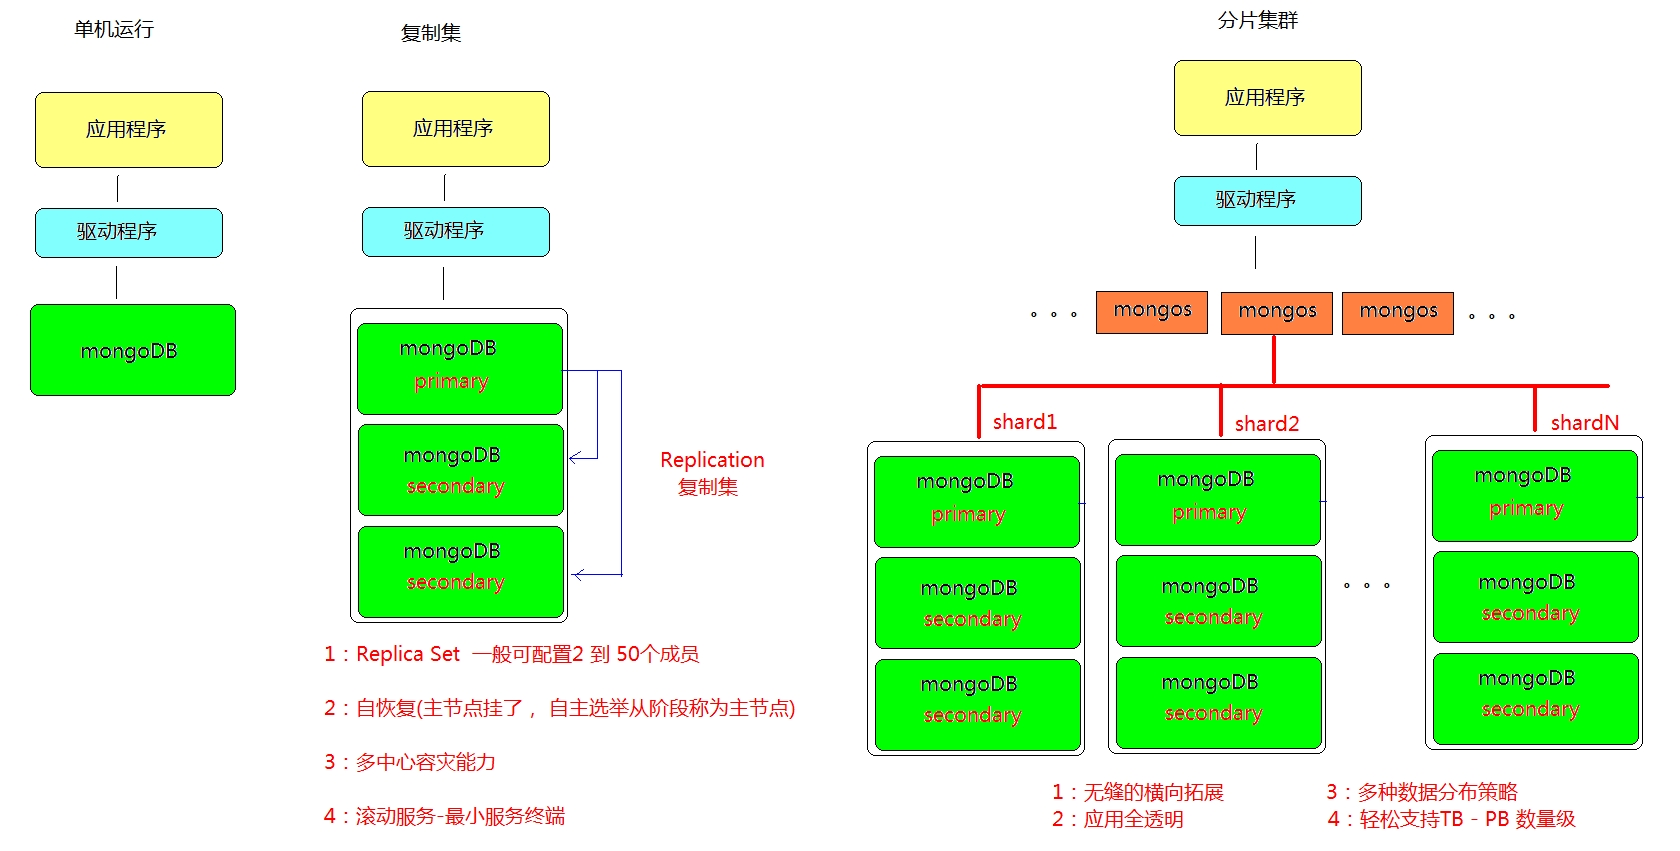 单机运行
应用程序
驱动程序
mongoDB
复制集
应用程序
驱动程序
mongoDB
primary
mongoDB
secondary
mongoDB
secondary
Replication
复制集
1：Replica Set 一般可配置2 到 50个成员
2：自恢复(主节点挂了 ，自主选举从阶段称为主节点)
3：多中心容灾能力
4：滚动服务-最小服务终端
分片集群
应用程序
驱动程序
。。。 mongos mongos mongos 。。。
shard1
mongoDB
primary
mongoDB
secondary
mongoDB
secondary
shard2
mongoDB
primary
mongoDB
secondary
mongoDB
secondary
。。。
shardN
mongoDB
primary
mongoDB
secondary
mongoDB
secondary
1：无缝的横向拓展
2：应用全透明
3：多种数据分布策略
4：轻松支持TB - PB 数量级